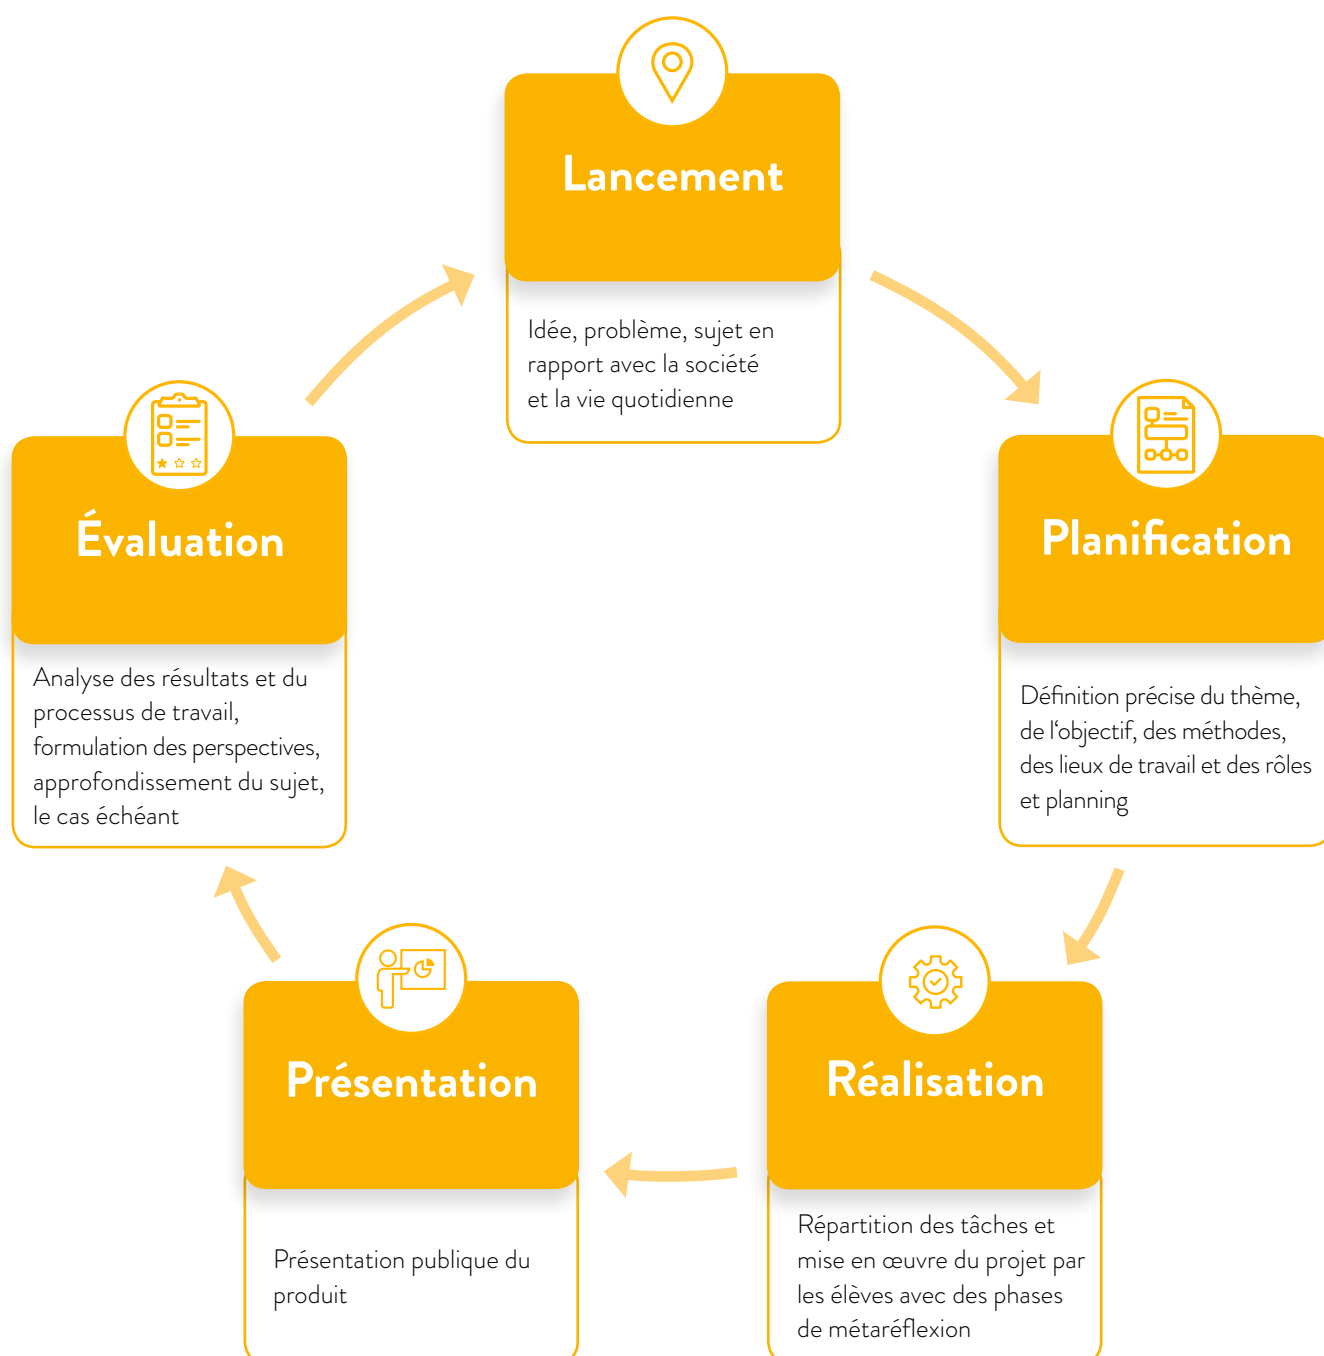 Lancement
Idée, problème, sujet en
rapport avec la société
et la vie quotidienne
Planification
Définition précise du thème,
de l‘objectif, des méthodes,
des lieux de travail et des rôles
et planning
Réalisation
Répartition des tâches et
mise en œuvre du projet par
les élèves avec des phases
de métaréflexion
Présentation
Présentation publique du
produit
Évaluation
Analyse des résultats et du
processus de travail,
formulation des perspectives,
approfondissement du sujet,
le cas échéant